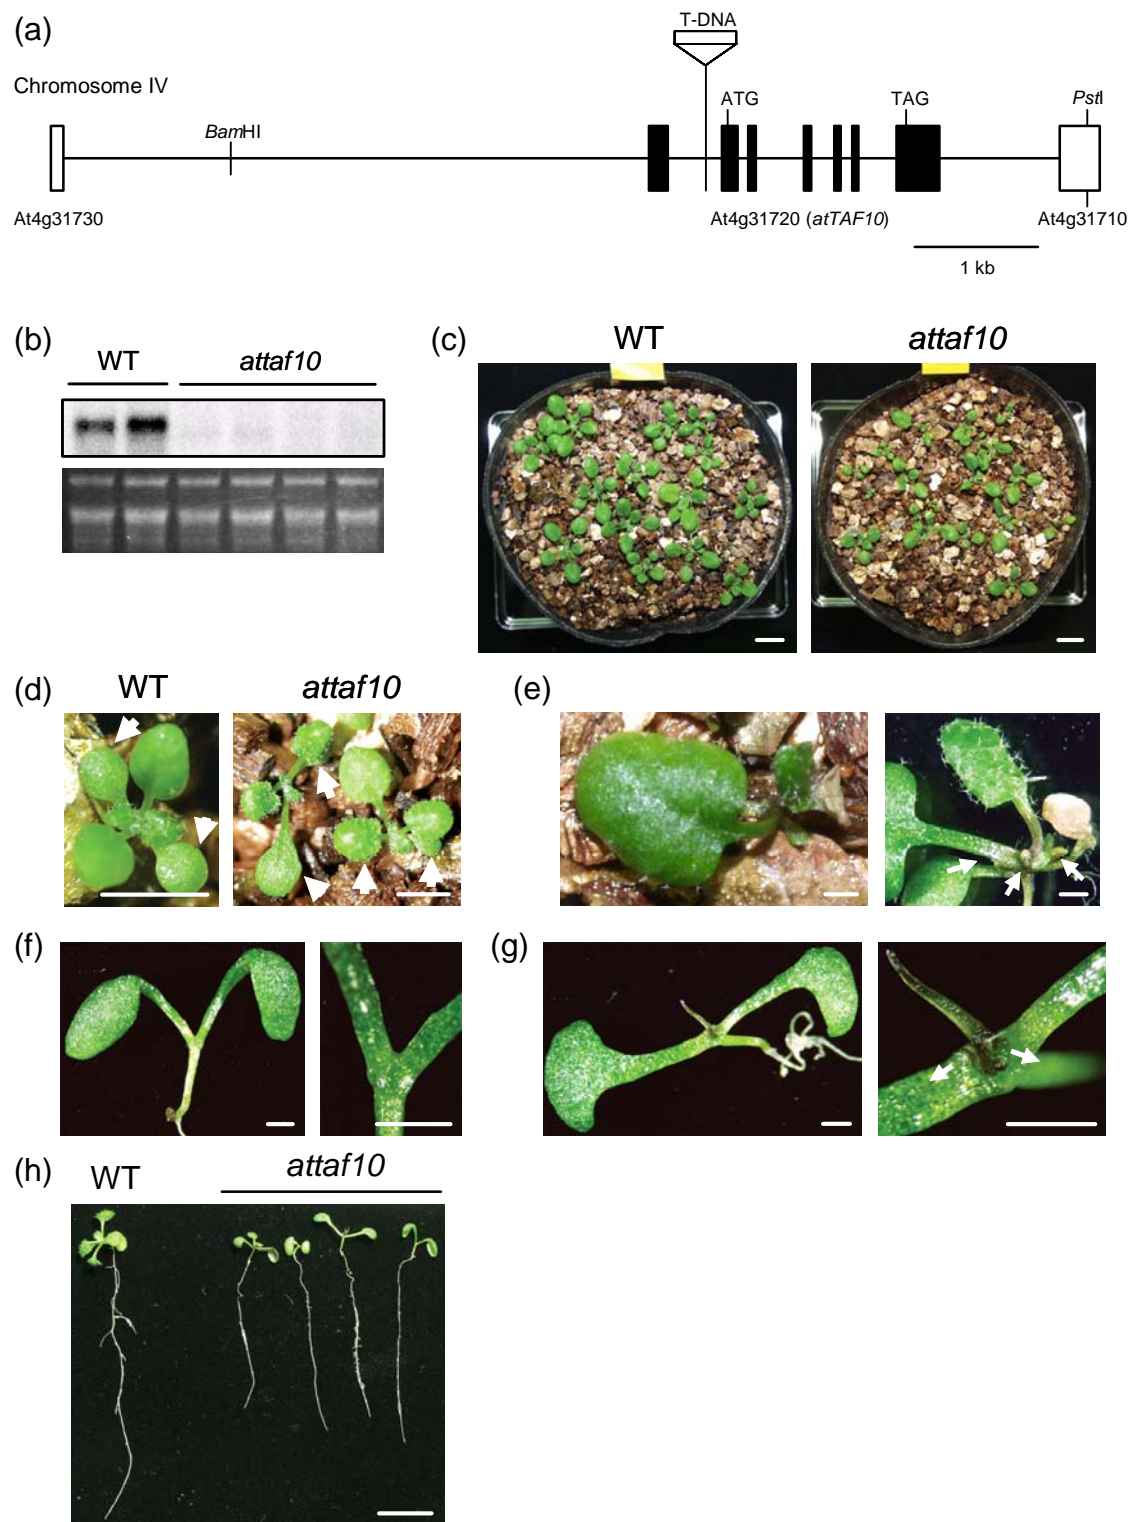 (a)
T-DNA
Chromosome IV
BamHI
ATG
TAG
PstI
At4g31730
At4g31720 (atTAF10)
At4g31710
1 kb
(b)
WT
attaf10
(c)
WT
attaf10
(d)
WT
attaf10
(e)
(f)
(g)
(h)
WT
attaf10